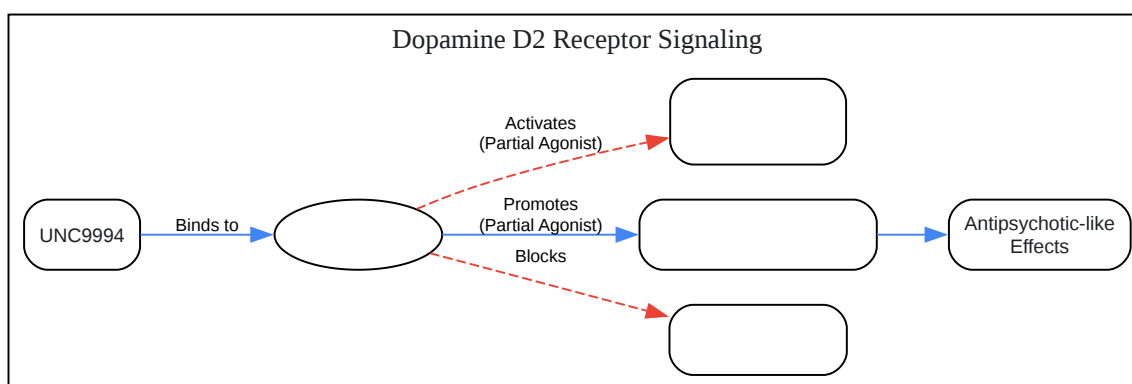 Dopamine D2 Receptor Signaling
Activates
(Partial Agonist)
UNC9994
Binds to
Promotes
(Partial Agonist)
Antipsychotic-like
Effects
Blocks